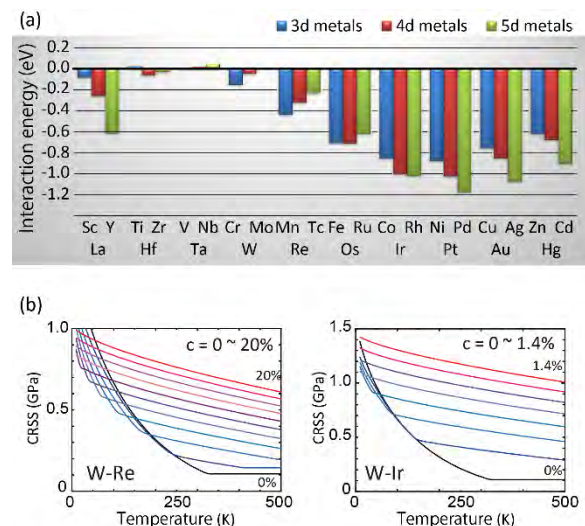 (a)
3d metals 4d metals 5d metals
Interaction energy (eV)
0.2
0.0
-0.2
-0.4
-0.6
-0.8
-1.0
-1.2
Sc Y Ti Zr V Nb Cr Mo Mn Tc Fe Ru Co Rh Ni Pd Cu Ag Zn Cd
La Hf Ta W Re Os Ir Pt Au Hg
(b)
CRSS (GPa)
1.0
0.5
0
c = 0 ~ 20%
20%
W-Re
0%
0 250 500
Temperature (K)
CRSS (GPa)
1.5
1.0
0.5
0
c = 0 ~ 1.4%
1.4%
W-Ir
0%
0 250 500
Temperature (K)